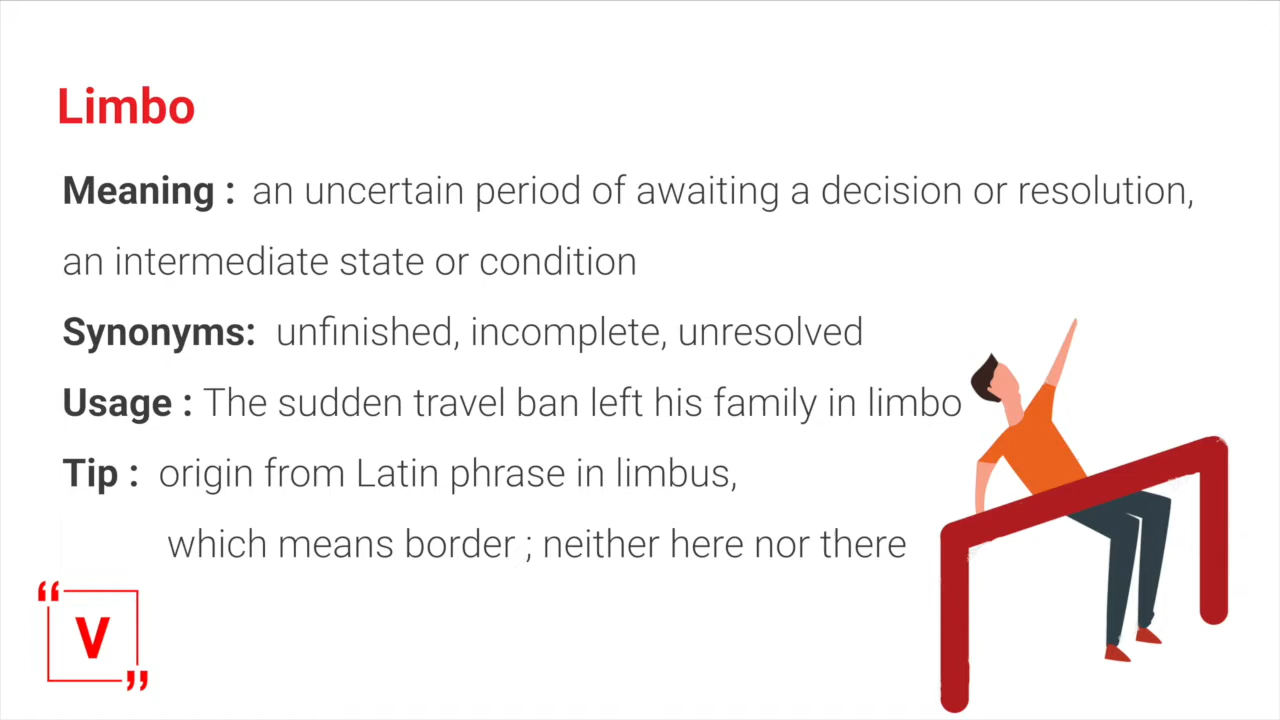 Limbo
Meaning : an uncertain period of awaiting a decision or resolution,
an intermediate state or condition
Synonyms: unfinished, incomplete, unresolved
Usage : The sudden travel ban left his family in limbo
Tip : origin from Latin phrase in limbus,
which means border ; neither here nor there
“ V ”